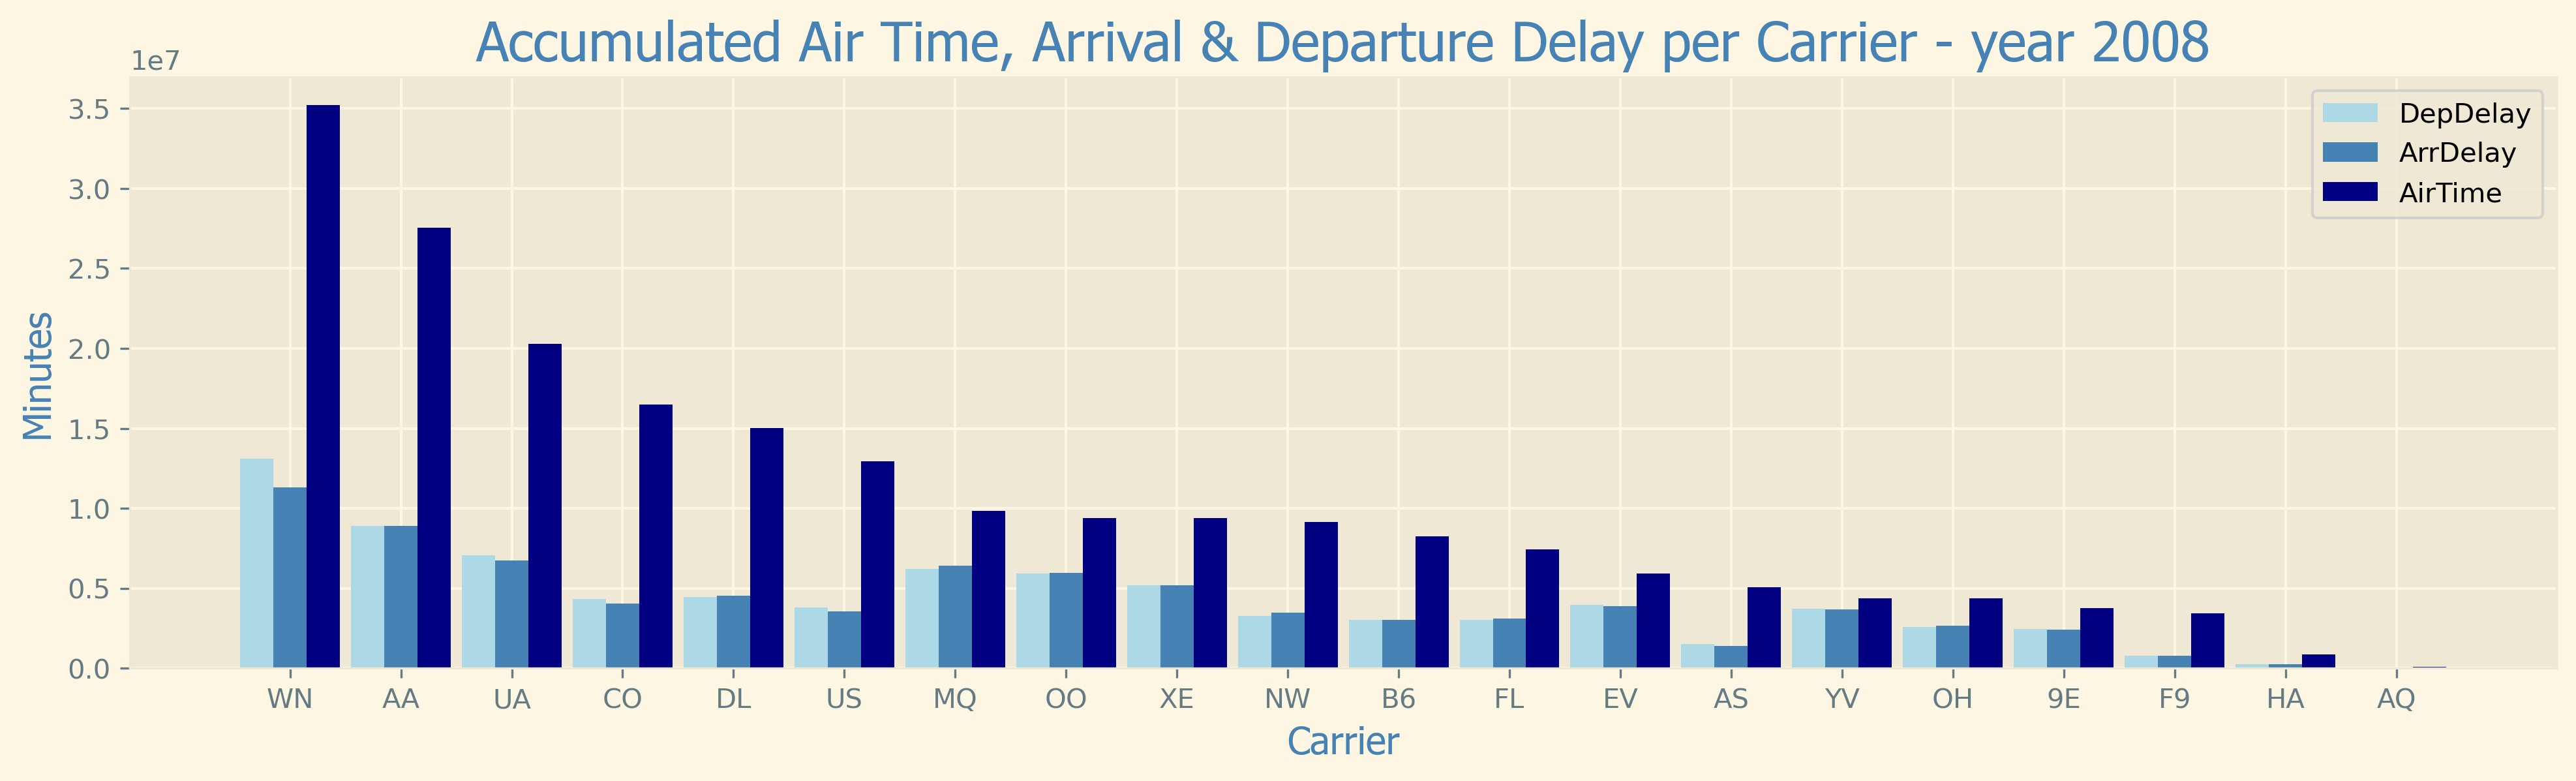 Accumulated Air Time, Arrival & Departure Delay per Carrier - year 2008
1e7
3.5
3.0
2.5
2.0
1.5
1.0
0.5
0.0
Minutes
DepDelay
ArrDelay
AirTime
WN AA UA CO DL US MQ OO XE NW B6 FL EV AS YV OH 9E F9 HA AQ
Carrier